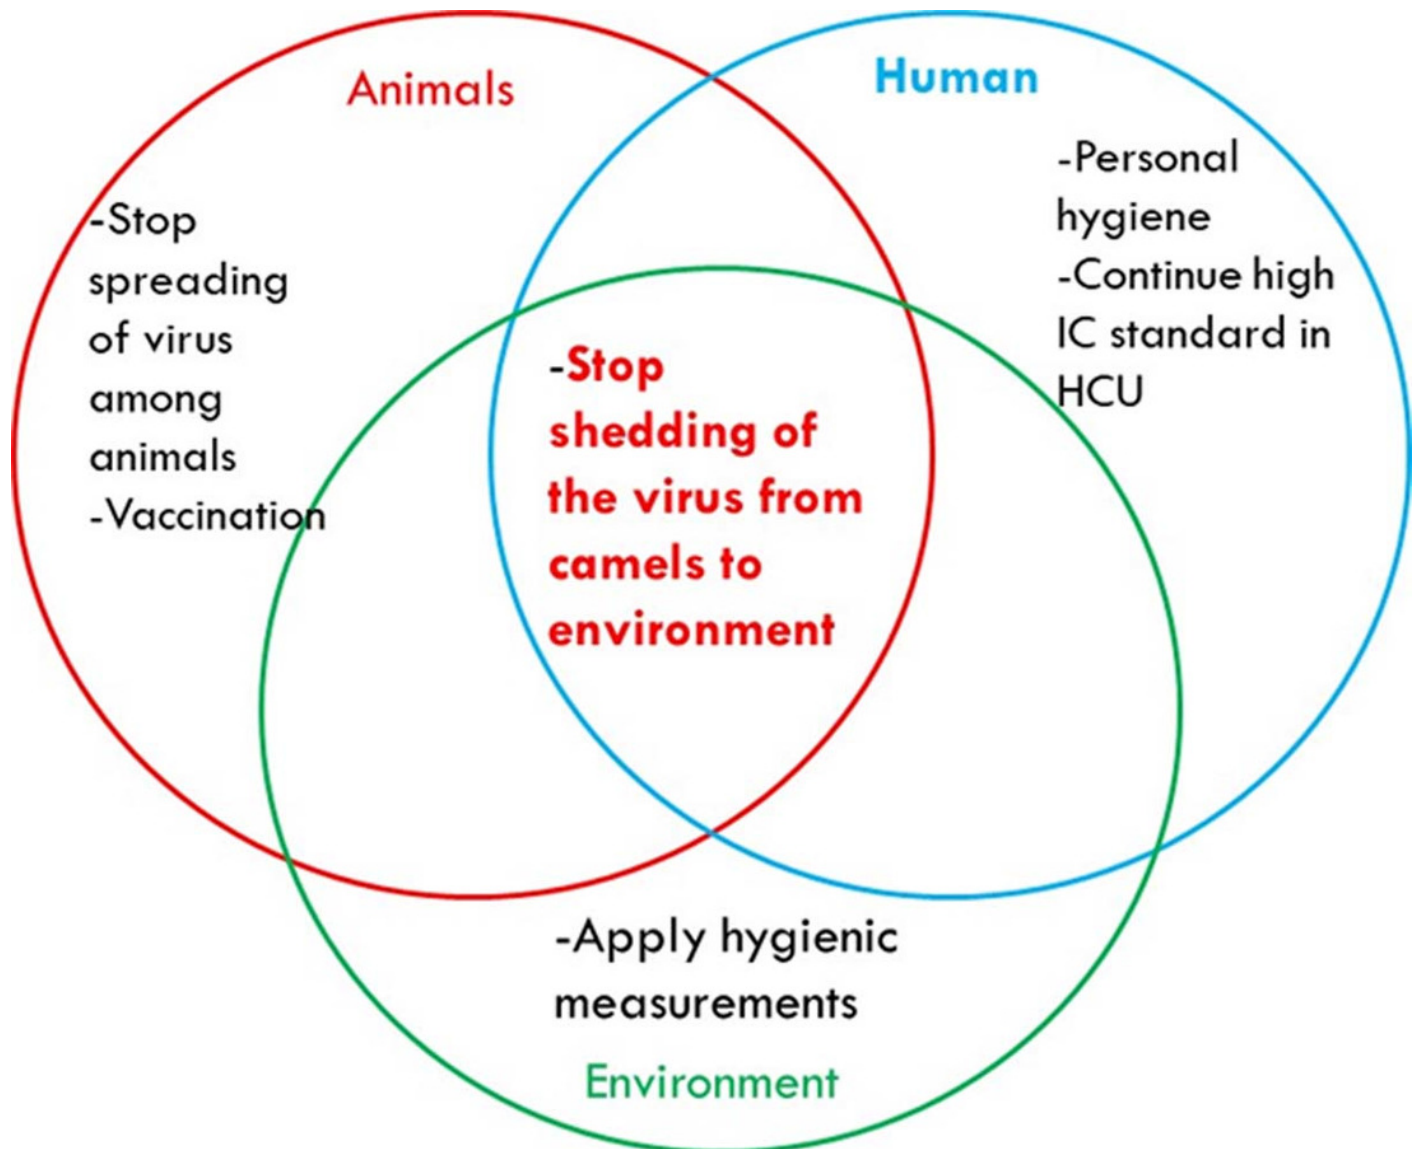 Animals
-Stop
spreading
of virus
among
animals
-Vaccination
Human
-Personal
hygiene
-Continue high
IC standard in
HCU
-Stop
shedding of
the virus from
camels to
environment
-Apply hygienic
measurements
Environment